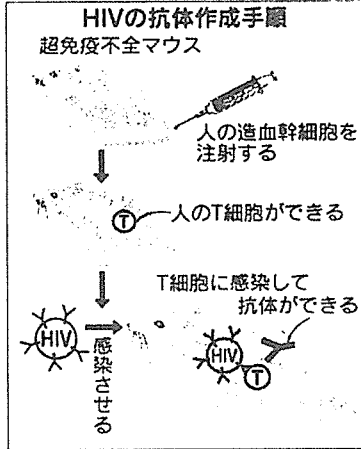 HIVの抗体作成手順
超免疫不全マウス
人の造血幹細胞を
注射する
T
人のT細胞ができる
T細胞に感染して
抗体ができる
HIV
感染させる
HIV
T